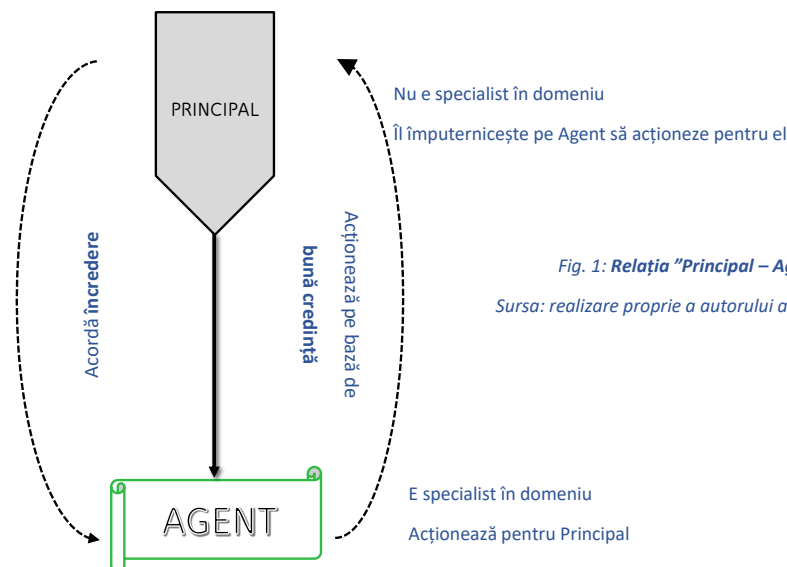 PRINCIPAL
Nu e specialist în domeniu
Îl împuternicește pe Agent să acționeze pentru el
Acordă încredere
Acționează pe bază de
bună credință
Fig. 1: Relația ”Principal – Ag
Sursa: realizare proprie a autorului a
AGENT
E specialist în domeniu
Acționează pentru Principal